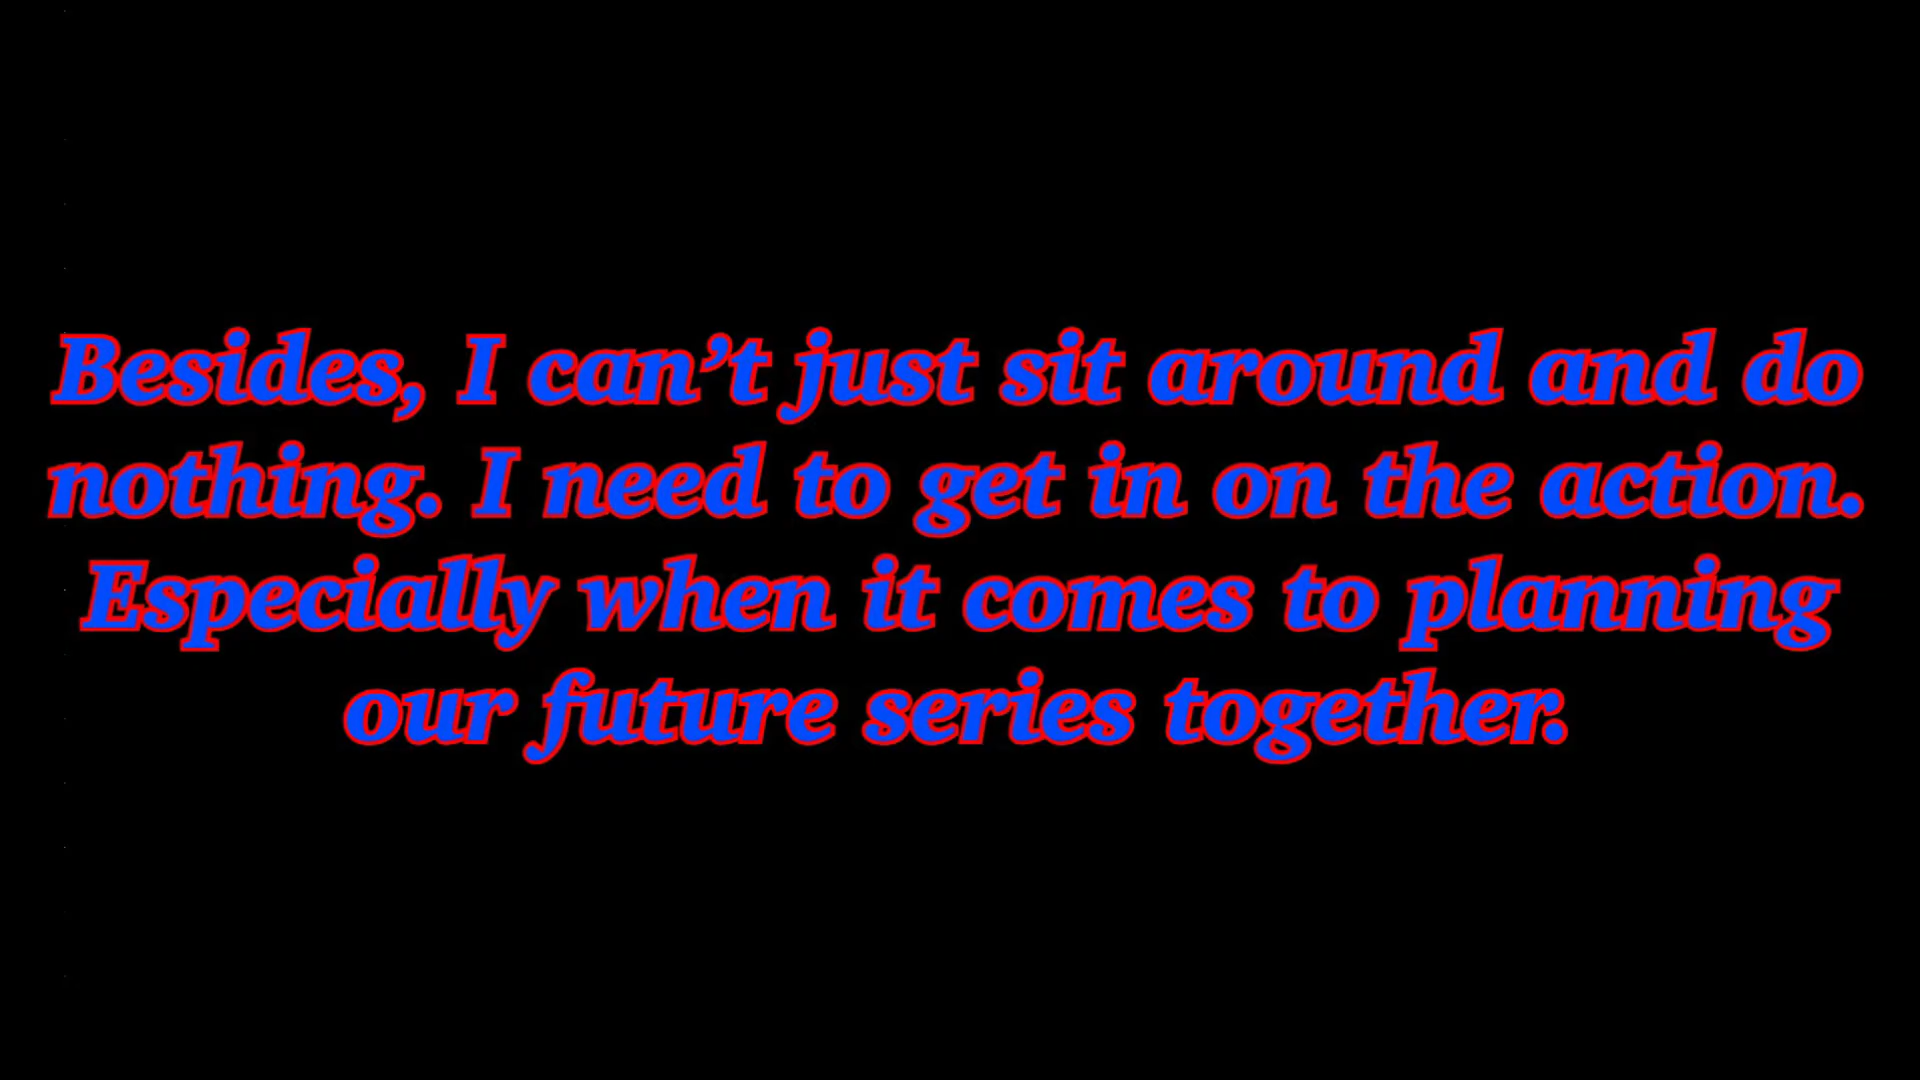 Besides, I can’t just sit around and do
nothing. I need to get in on the action.
Especially when it comes to planning
our future series together.